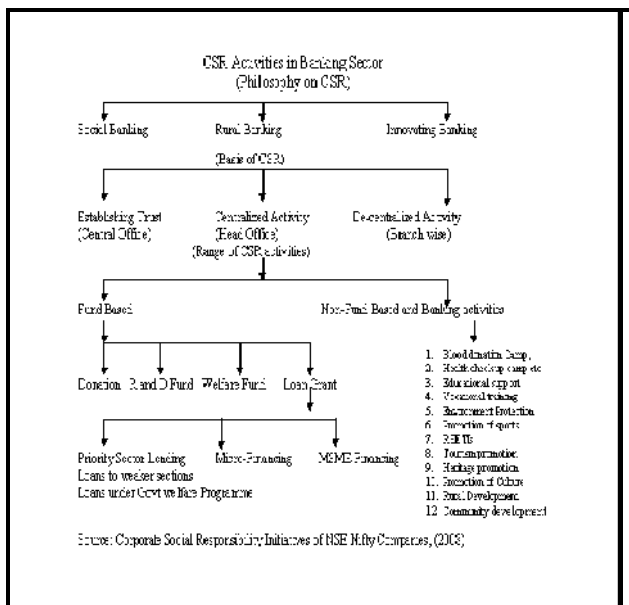 CSR Activities in Banking Sector
(Philosophy on CSR)
Social Banking Rural Banking Innovating Banking
(Basis of CSR)
Establishing Trust Centralized Activity De-centralized Activity
(Central Office) (Head Office) (Branch wise)
(Range of CSR activities)
Fund Based Non-Fund Based and Banking activities
Donation R and D Fund Welfare Fund Loan Grant
Priority Sector Lending Micro-Financing MSME Financing
Loans to weaker sections
Loans under Govt welfare Programme
1. Blood donation Camp,
2. Health checkup camp etc
3. Educational support
4. Vocational training
5. Environment Protection
6. Promotion of sports
7. RSETIs
8. Tourism promotion
9. Heritage promotion
10. Promotion of Culture
11. Rural Development
12. Community development
Source: Corporate Social Responsibility Initiatives of NSE Nifty Companies, (2008)